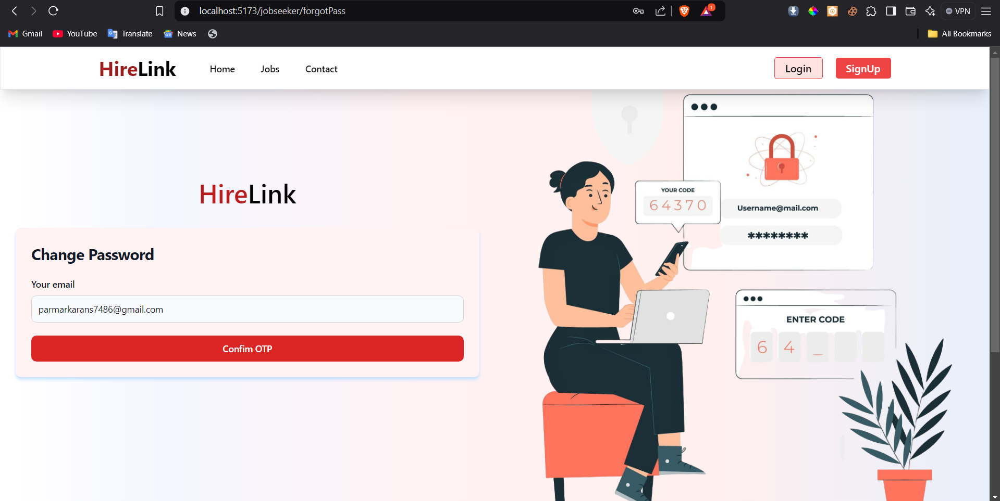 localhost:5173/jobseeker/forgotPass
1
VPN
Gmail
YouTube
Translate
News
All Bookmarks
HireLink
Home
Jobs
Contact
Login
SignUp
HireLink
Change Password
Your email
parmarkarans7486@gmail.com
Confim OTP
YOUR CODE
64370
Username@mail.com
********
ENTER CODE
6 4 _